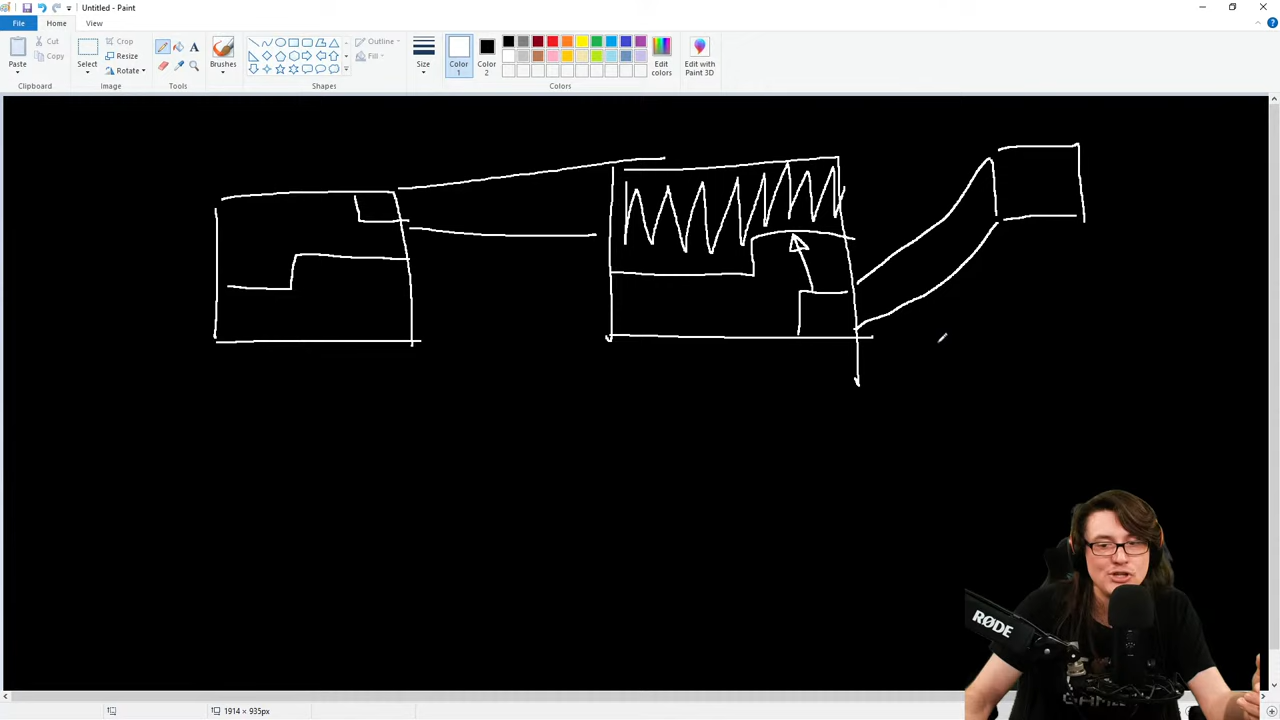 Untitled - Paint
File
Home
View
Paste
Cut
Copy
Clipboard
Select
Crop
Resize
Rotate
Image
Tools
Brushes
Shapes
Outline
Fill
Size
Color 1
Color 2
Colors
Edit colors
Edit with Paint 3D
RØDE
GAME
1914 × 935px